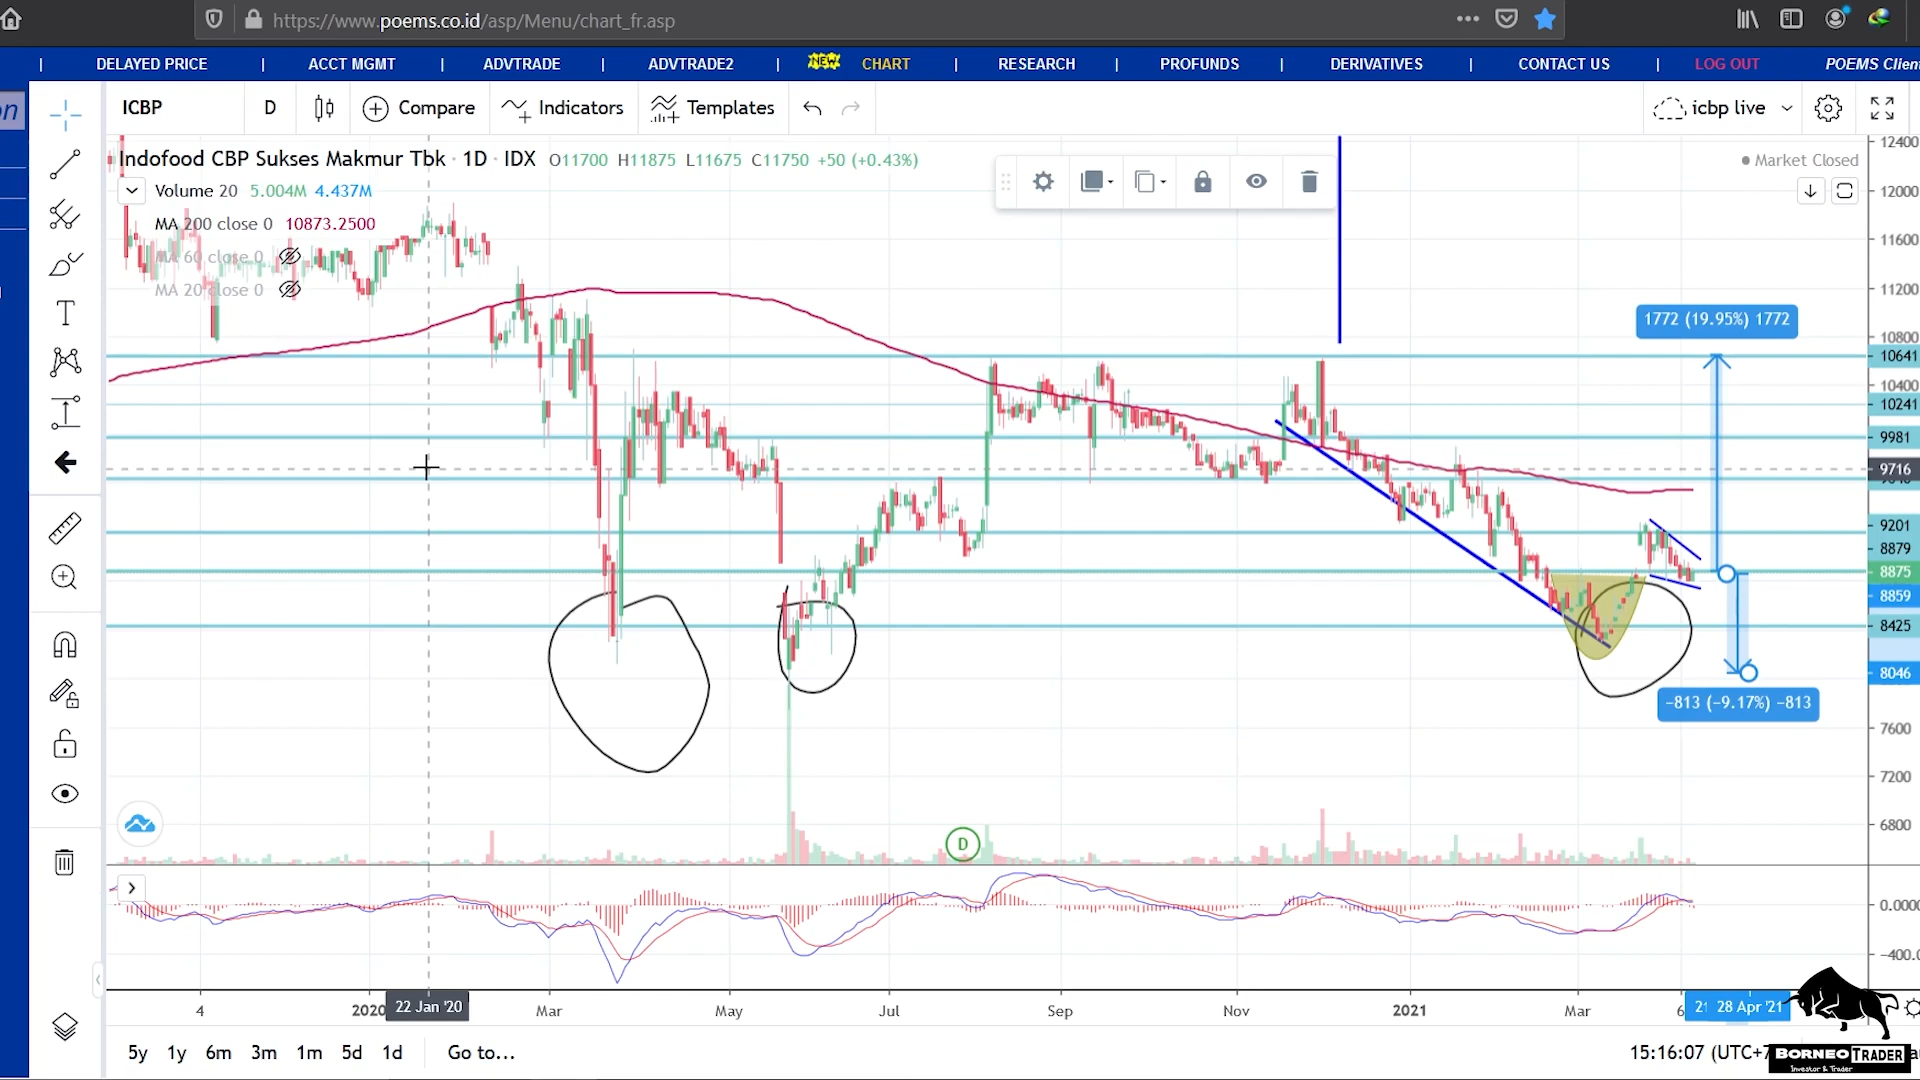 https://www.poems.co.id/asp/Menu/chart_fr.asp
DELAYED PRICE | ACCT MGMT | ADVTRADE | ADVTRADE2 | NEW CHART | RESEARCH | PROFUNDS | DERIVATIVES | CONTACT US | LOG OUT POEMS Clien
on
ICBP D Compare Indicators Templates icbp live
Indofood CBP Sukses Makmur Tbk · 1D · IDX O11700 H11875 L11675 C11750 +50 (+0.43%)
Market Closed
Volume 20 5.004M 4.437M
MA 200 close 0 10873.2500
MA 60 close 0
MA 20 close 0
12400
12000
11600
11200
1772 (19.95%) 1772
10800
10641
10400
10241
9981
9716
9201
8879
8875
8859
8425
8046
-813 (-9.17%) -813
7600
7200
6800
D
0.0000
-400.0
4 2020 22 Jan '20 Mar May Jul Sep Nov 2021 Mar 6 21 28 Apr '21
5y 1y 6m 3m 1m 5d 1d Go to...
15:16:07 (UTC+7
BORNEO TRADER
Investor & Trader